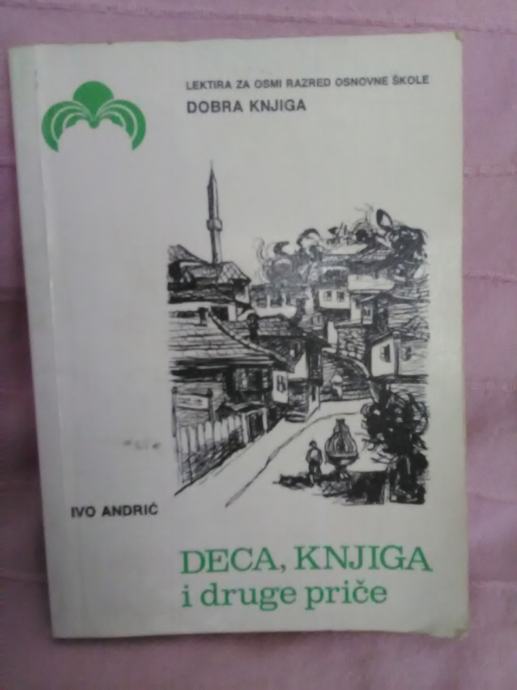 LEKTIRA ZA OSMI RAZRED OSNOVNE ŠKOLE
DOBRA KNJIGA
IVO ANDRIĆ
DECA, KNJIGA
i druge priče